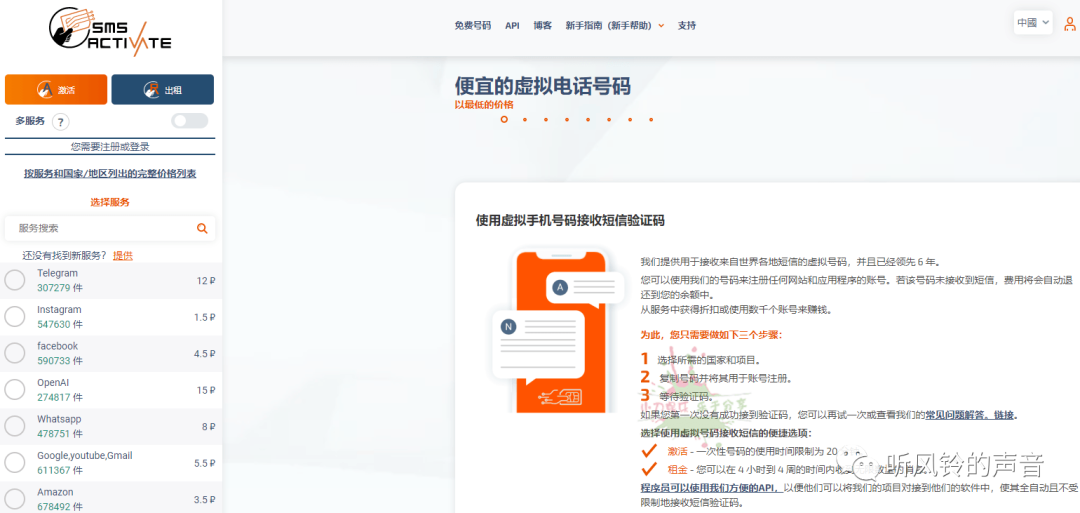 SMS
ACTIVATE
免费号码 API 博客 新手指南（新手帮助） 支持
中國
激活 出租
多服务 ?
您需要注册或登录
按服务和国家/地区列出的完整价格列表
选择服务
服务搜索
还没有找到新服务？ 提供
Telegram
307279 件
12 ₽
Instagram
547630 件
1.5 ₽
facebook
590733 件
4.5 ₽
OpenAI
274817 件
15 ₽
Whatsapp
478751 件
8 ₽
Google,youtube,Gmail
611367 件
5.5 ₽
Amazon
678492 件
3.5 ₽
便宜的虚拟电话号码
以最低的价格
使用虚拟手机号码接收短信验证码
A
N
我们提供用于接收来自世界各地短信的虚拟号码，并且已经领先 6 年。
您可以使用我们的号码来注册任何网站和应用程序的账号。若该号码未接收到短信，费用将会自动退
还到您的余额中。
从服务中获得折扣或使用数千个账号来赚钱。
为此，您只需要做如下三个步骤：
1 选择所需的国家和项目。
2 复制号码并将其用于账号注册。
3 等待验证码。
如果您第一次没有成功接到验证码，您可以再试一次或查看我们的常见问题解答、链接。
选择使用虚拟号码接收短信的便捷选项：
激活 - 一次性号码的使用时间限制为 20
租金 - 您可以在 4 小时到 4 周的时间内
程序员可以使用我们方便的API，以便他们可以将我们的项目对接到他们的软件中，使其全自动且不受
限制地接收短信验证码。
乐于分享
听风铃的声音